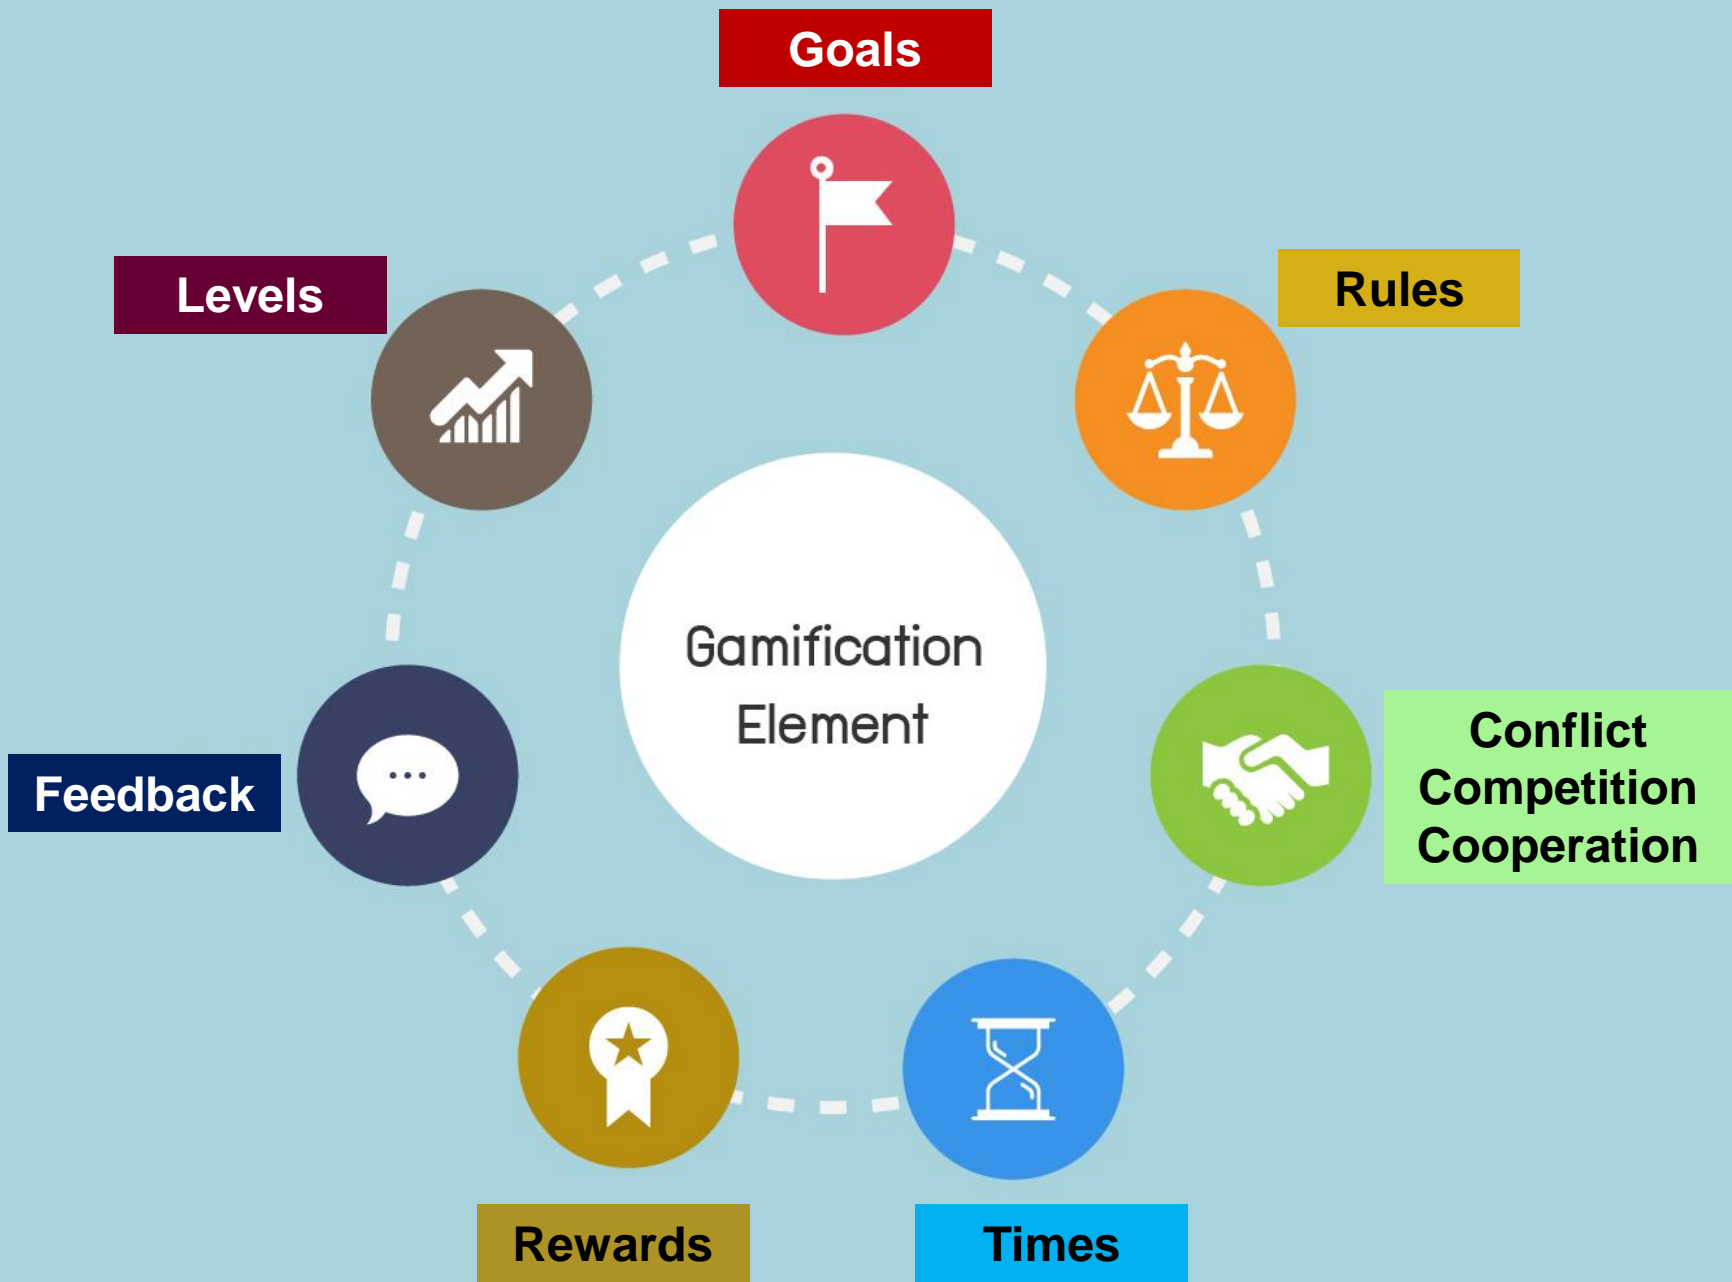 Goals
Levels
Rules
Gamification
Element
Feedback
Conflict
Competition
Cooperation
Rewards
Times